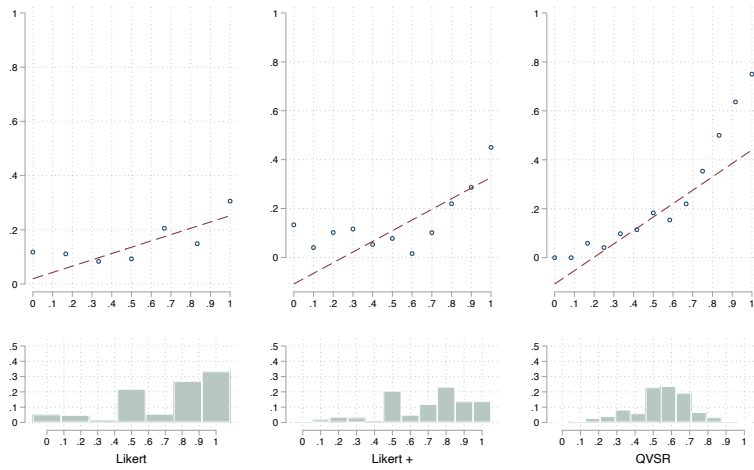 1 1 1
.8 .8 .8
.6 .6 .6
.4 .4 .4
.2 .2 .2
0 0 0
0 .1 .2 .3 .4 .5 .6 .7 .8 .9 1 0 .1 .2 .3 .4 .5 .6 .7 .8 .9 1 0 .1 .2 .3 .4 .5 .6 .7 .8 .9 1
.5 .5 .5
.4 .4 .4
.3 .3 .3
.2 .2 .2
.1 .1 .1
0 0 0
0 .1 .2 .3 .4 .5 .6 .7 .8 .9 1 0 .1 .2 .3 .4 .5 .6 .7 .8 .9 1 0 .1 .2 .3 .4 .5 .6 .7 .8 .9 1
Likert Likert + QVSR